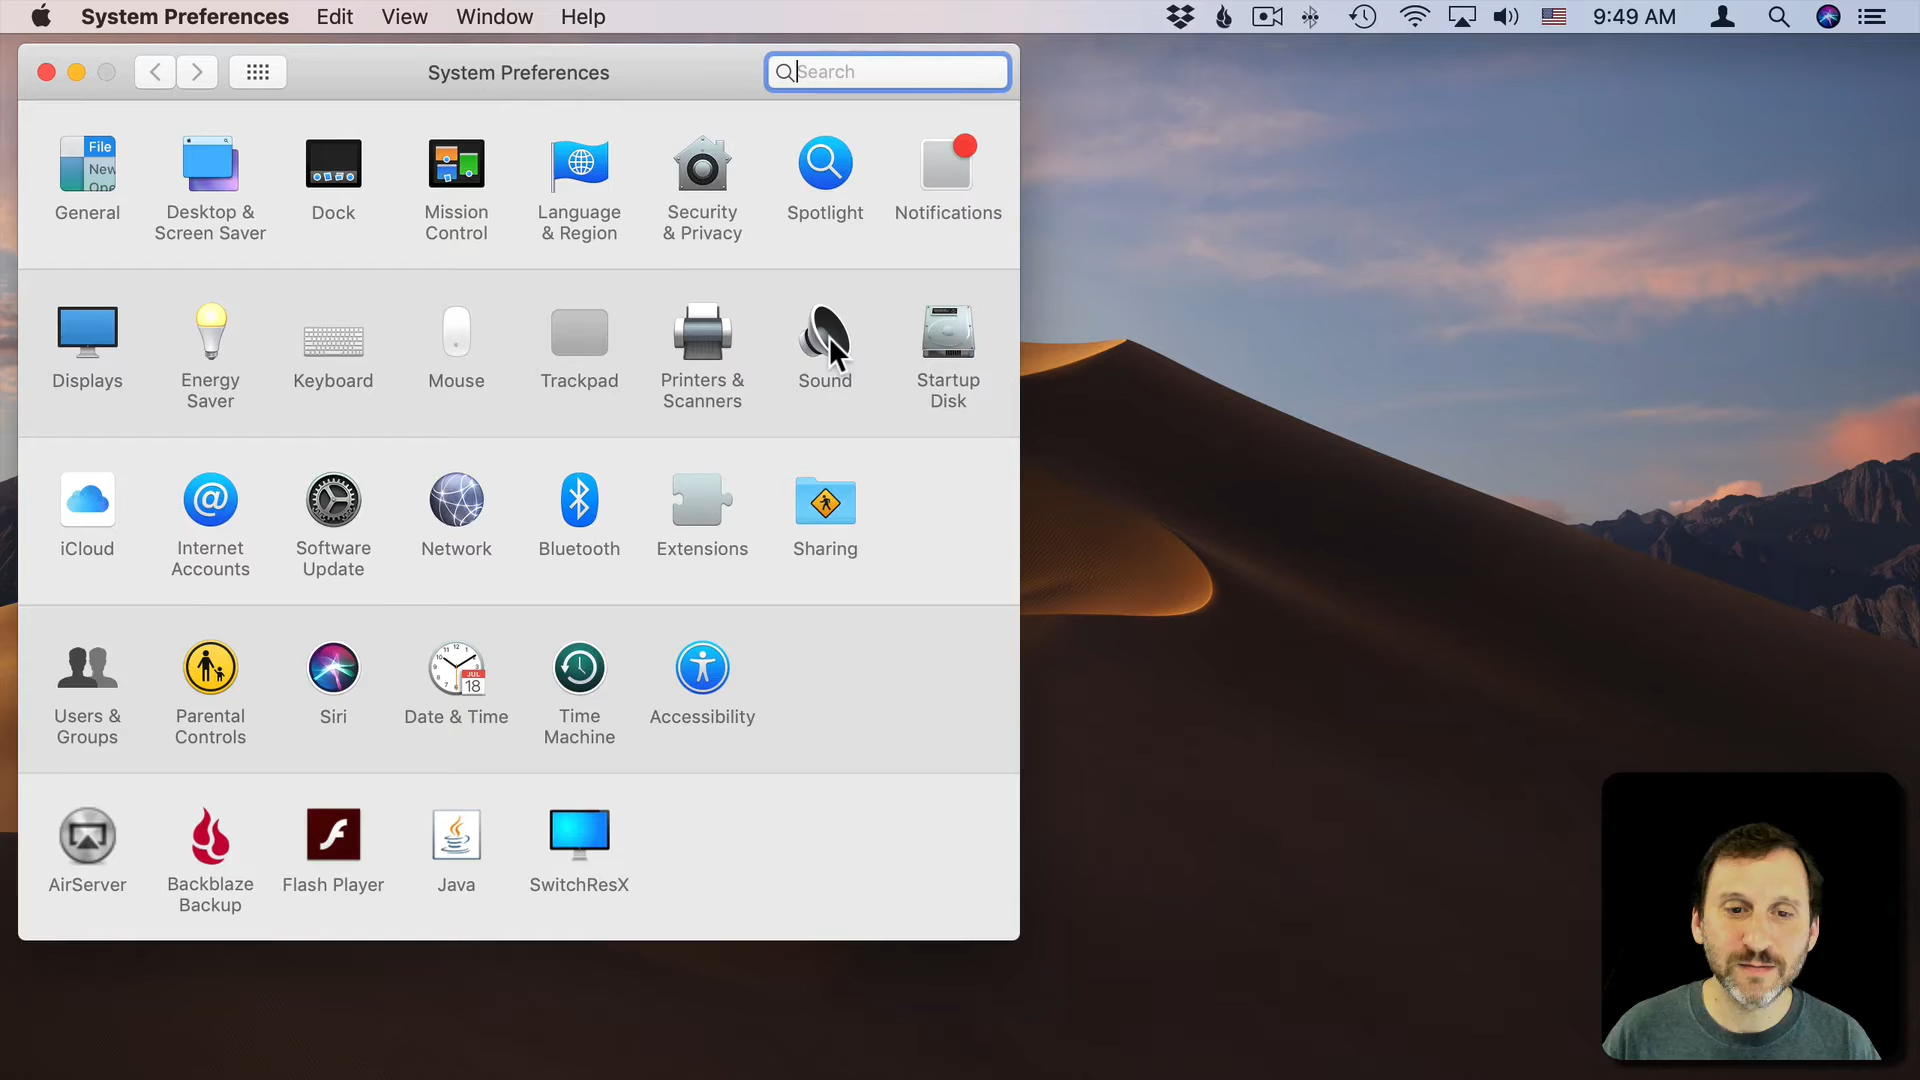 System Preferences Edit View Window Help 9:49 AM
System Preferences Search
File
New
Ope
General Desktop & Screen Saver Dock Mission Control Language & Region Security & Privacy Spotlight Notifications
Displays Energy Saver Keyboard Mouse Trackpad Printers & Scanners Sound Startup Disk
iCloud Internet Accounts Software Update Network Bluetooth Extensions Sharing
JUL
18
Users & Groups Parental Controls Siri Date & Time Time Machine Accessibility
AirServer Backblaze Backup Flash Player Java SwitchResX